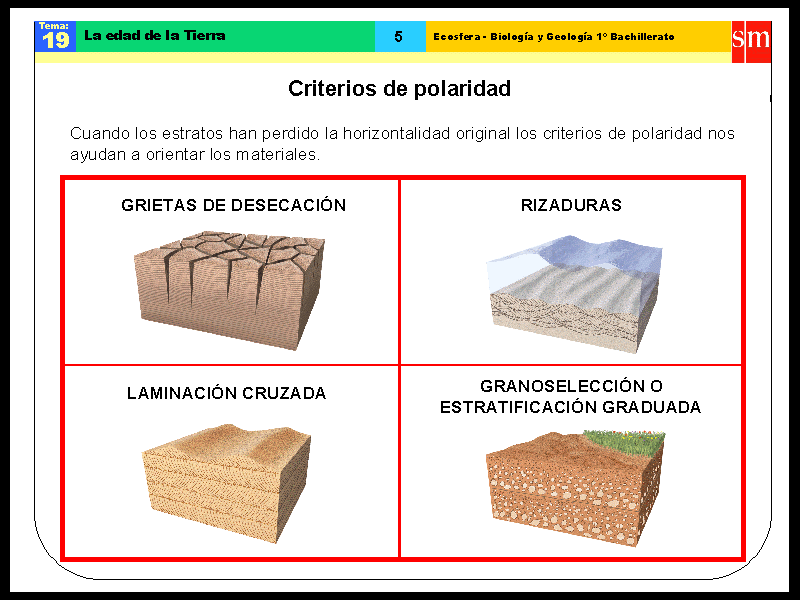 Tema:
19
La edad de la Tierra
5
Ecosfera - Biología y Geología 1º Bachillerato
sm
Criterios de polaridad
Cuando los estratos han perdido la horizontalidad original los criterios de polaridad nos
ayudan a orientar los materiales.
GRIETAS DE DESECACIÓN
RIZADURAS
LAMINACIÓN CRUZADA
GRANOSELECCIÓN O
ESTRATIFICACIÓN GRADUADA